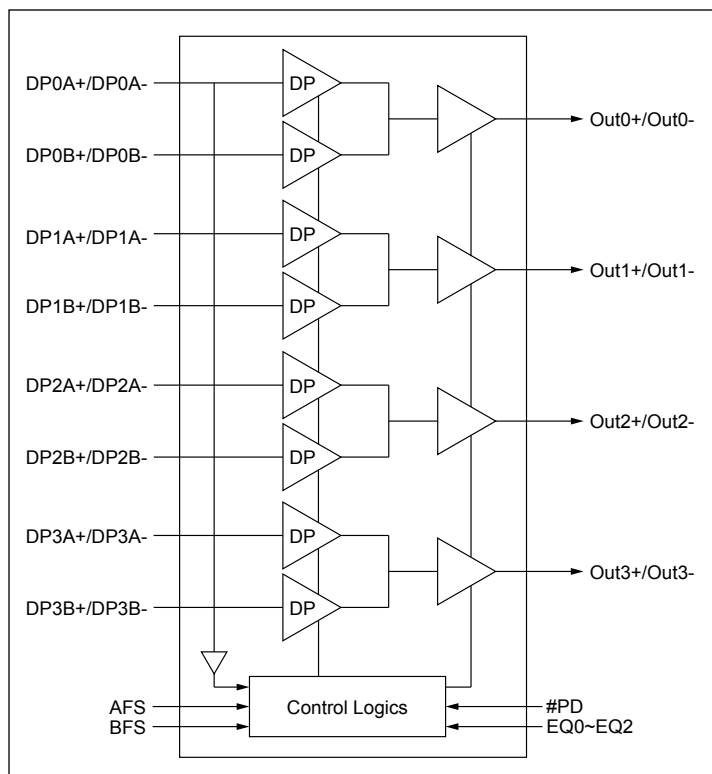 DP0A+/DP0A-
DP
Out0+/Out0-
DP0B+/DP0B-
DP
DP1A+/DP1A-
DP
Out1+/Out1-
DP1B+/DP1B-
DP
DP2A+/DP2A-
DP
Out2+/Out2-
DP2B+/DP2B-
DP
DP3A+/DP3A-
DP
Out3+/Out3-
DP3B+/DP3B-
DP
AFS
Control Logics
#PD
BFS
EQ0~EQ2